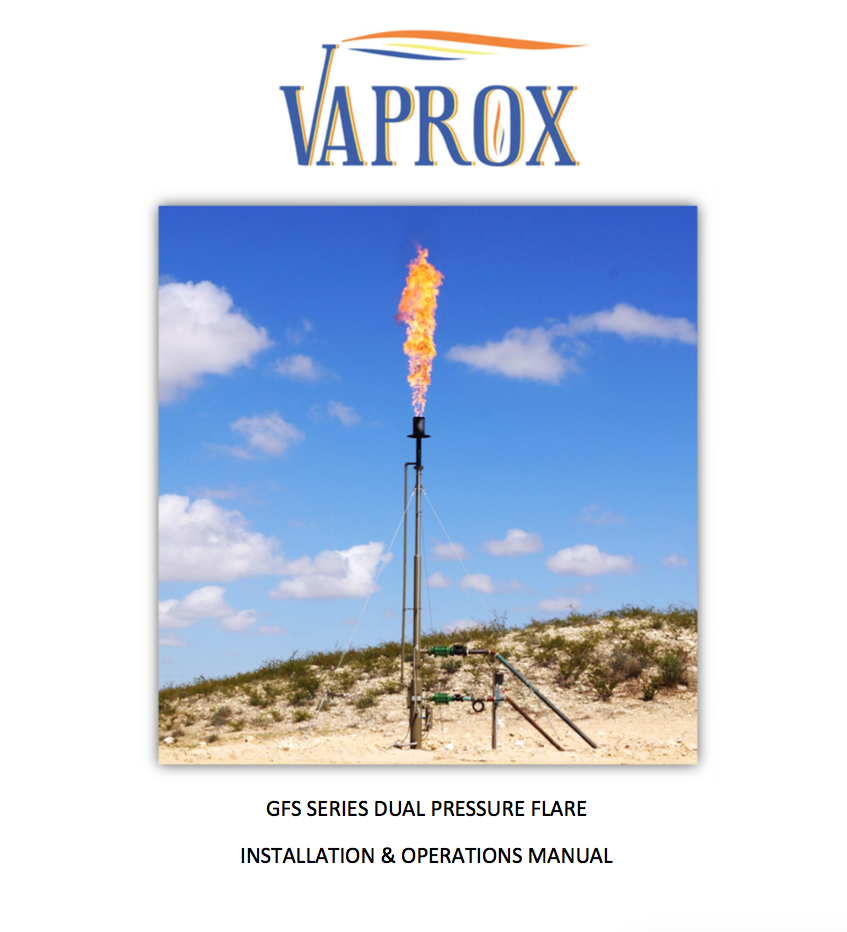 VAPROX
GFS SERIES DUAL PRESSURE FLARE
INSTALLATION & OPERATIONS MANUAL